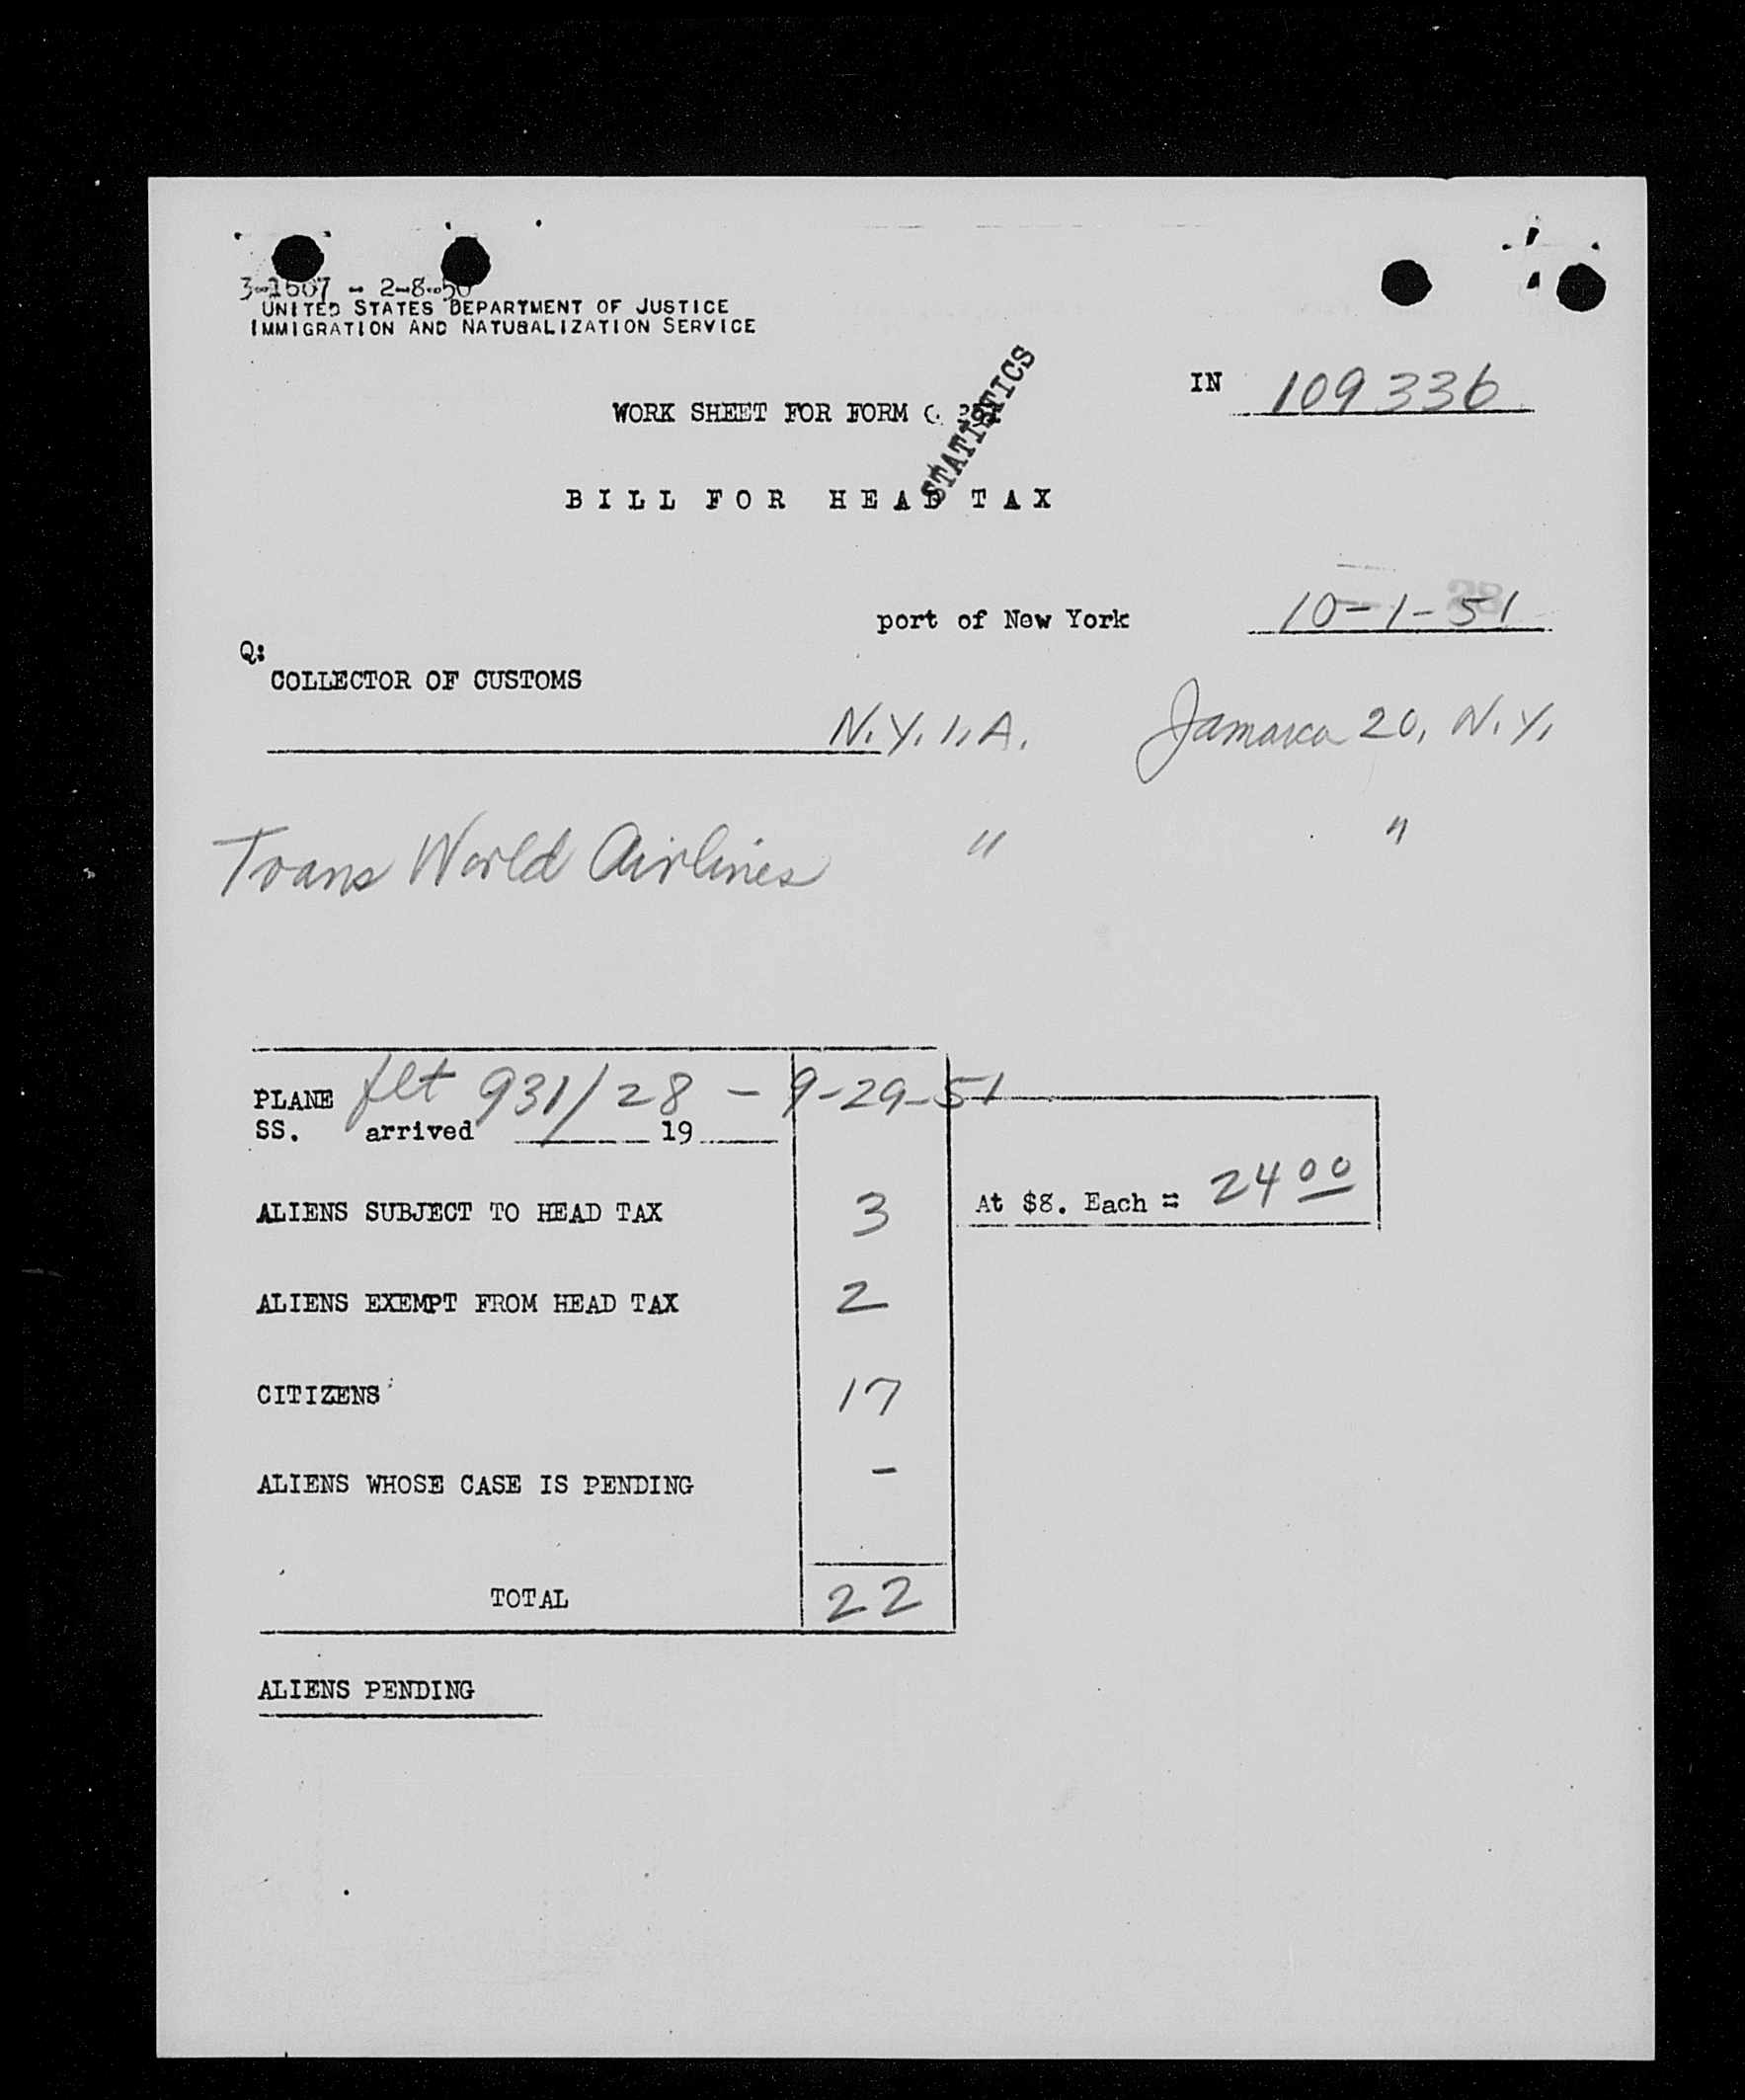 3-1507 - 2-8-50
UNITED STATES DEPARTMENT OF JUSTICE
IMMIGRATION AND NATURALIZATION SERVICE
IN 109336
WORK SHEET FOR FORM
STATISTICS
BILL FOR HEAD TAX
port of New York 10-1-51
Q:
COLLECTOR OF CUSTOMS
N.Y.I.A. Jamaica 20, N.Y.
Trans World Airlines " "
PLANE flt 931/28 - 9-29-51
SS. arrived 19
ALIENS SUBJECT TO HEAD TAX 3 At $8. Each = 24 00
ALIENS EXEMPT FROM HEAD TAX 2
CITIZENS 17
ALIENS WHOSE CASE IS PENDING -
TOTAL 22
ALIENS PENDING